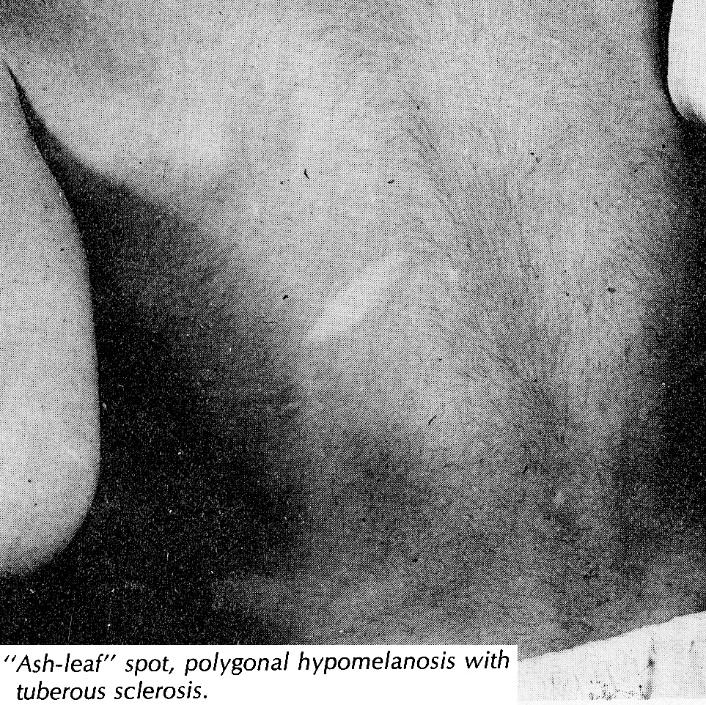 “Ash-leaf” spot, polygonal hypomelanosis with
tuberous sclerosis.